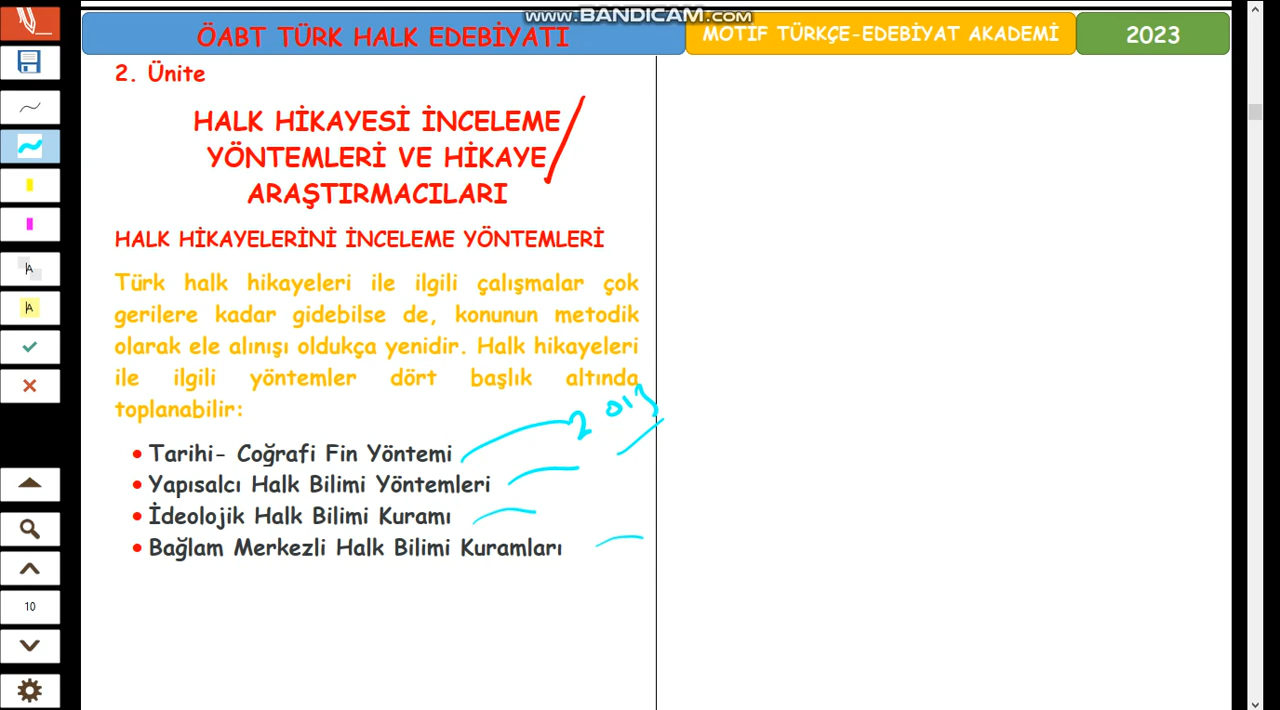 www.BANDICAM.com
ÖABT TÜRK HALK EDEBİYATI
MOTİF TÜRKÇE-EDEBİYAT AKADEMİ
2023
2. Ünite
HALK HİKAYESİ İNCELEME
YÖNTEMLERİ VE HİKAYE
ARAŞTIRMACILARI
HALK HİKAYELERİNİ İNCELEME YÖNTEMLERİ
Türk halk hikayeleri ile ilgili çalışmalar çok
gerilere kadar gidebilse de, konunun metodik
olarak ele alınışı oldukça yenidir. Halk hikayeleri
ile ilgili yöntemler dört başlık altında
toplanabilir:
2013
• Tarihi- Coğrafi Fin Yöntemi
• Yapısalcı Halk Bilimi Yöntemleri
• İdeolojik Halk Bilimi Kuramı
• Bağlam Merkezli Halk Bilimi Kuramları
10